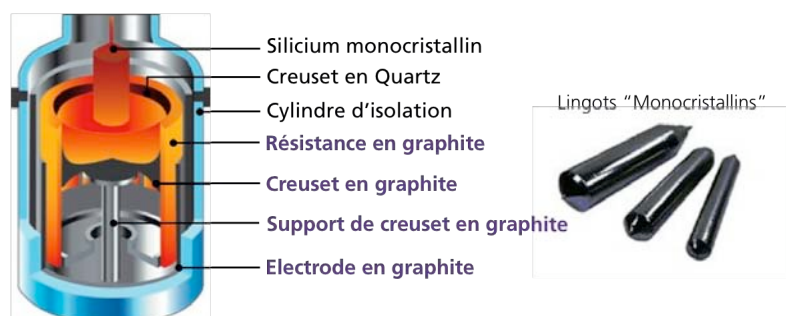 Silicium monocristallin
Creuset en Quartz
Cylindre d'isolation
Résistance en graphite
Creuset en graphite
Support de creuset en graphite
Electrode en graphite
Lingots "Monocristallins"